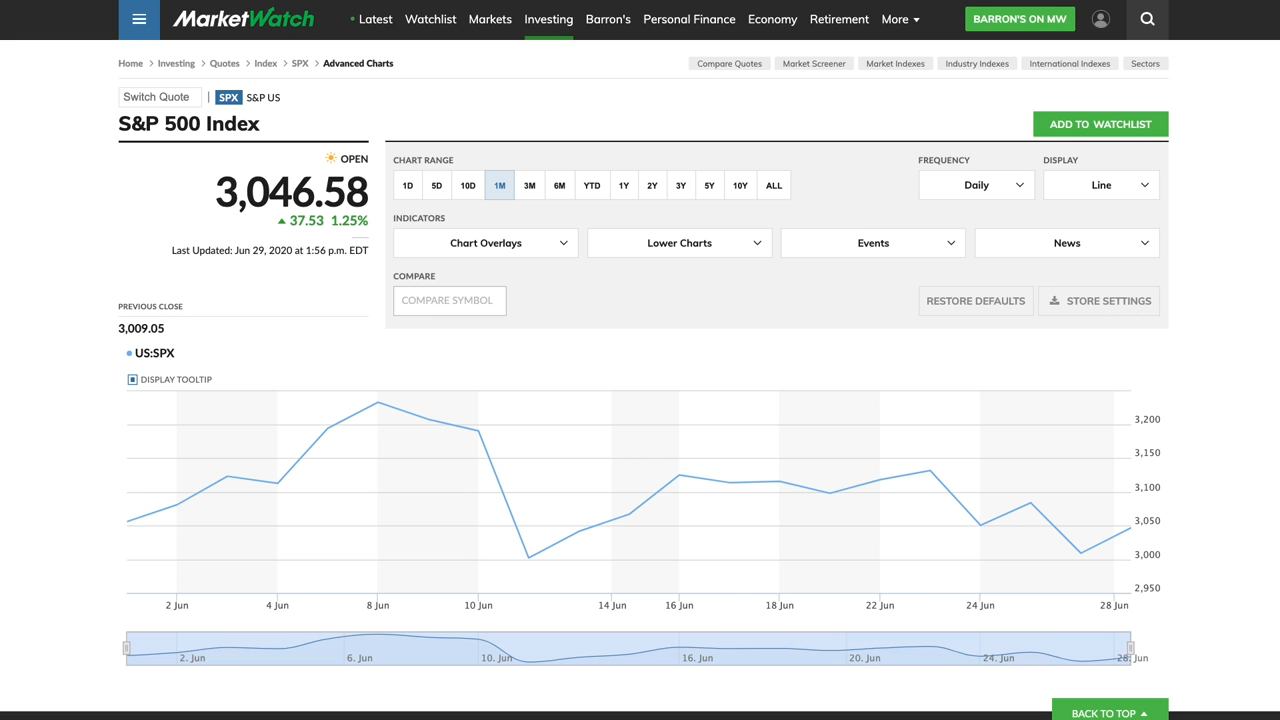 MarketWatch
Latest Watchlist Markets Investing Barron's Personal Finance Economy Retirement More
BARRON'S ON MW
Home > Investing > Quotes > Index > SPX > Advanced Charts
Compare Quotes Market Screener Market Indexes Industry Indexes International Indexes Sectors
Switch Quote | SPX S&P US
S&P 500 Index
ADD TO WATCHLIST
OPEN
3,046.58
37.53 1.25%
Last Updated: Jun 29, 2020 at 1:56 p.m. EDT
PREVIOUS CLOSE
3,009.05
CHART RANGE
1D 5D 10D 1M 3M 6M YTD 1Y 2Y 3Y 5Y 10Y ALL
FREQUENCY
Daily
DISPLAY
Line
INDICATORS
Chart Overlays Lower Charts Events News
COMPARE
COMPARE SYMBOL
RESTORE DEFAULTS STORE SETTINGS
US:SPX
DISPLAY TOOLTIP
3,200
3,150
3,100
3,050
3,000
2,950
2 Jun 4 Jun 8 Jun 10 Jun 14 Jun 16 Jun 18 Jun 22 Jun 24 Jun 28 Jun
2. Jun 6. Jun 10. Jun 16. Jun 20. Jun 24. Jun 28. Jun
BACK TO TOP